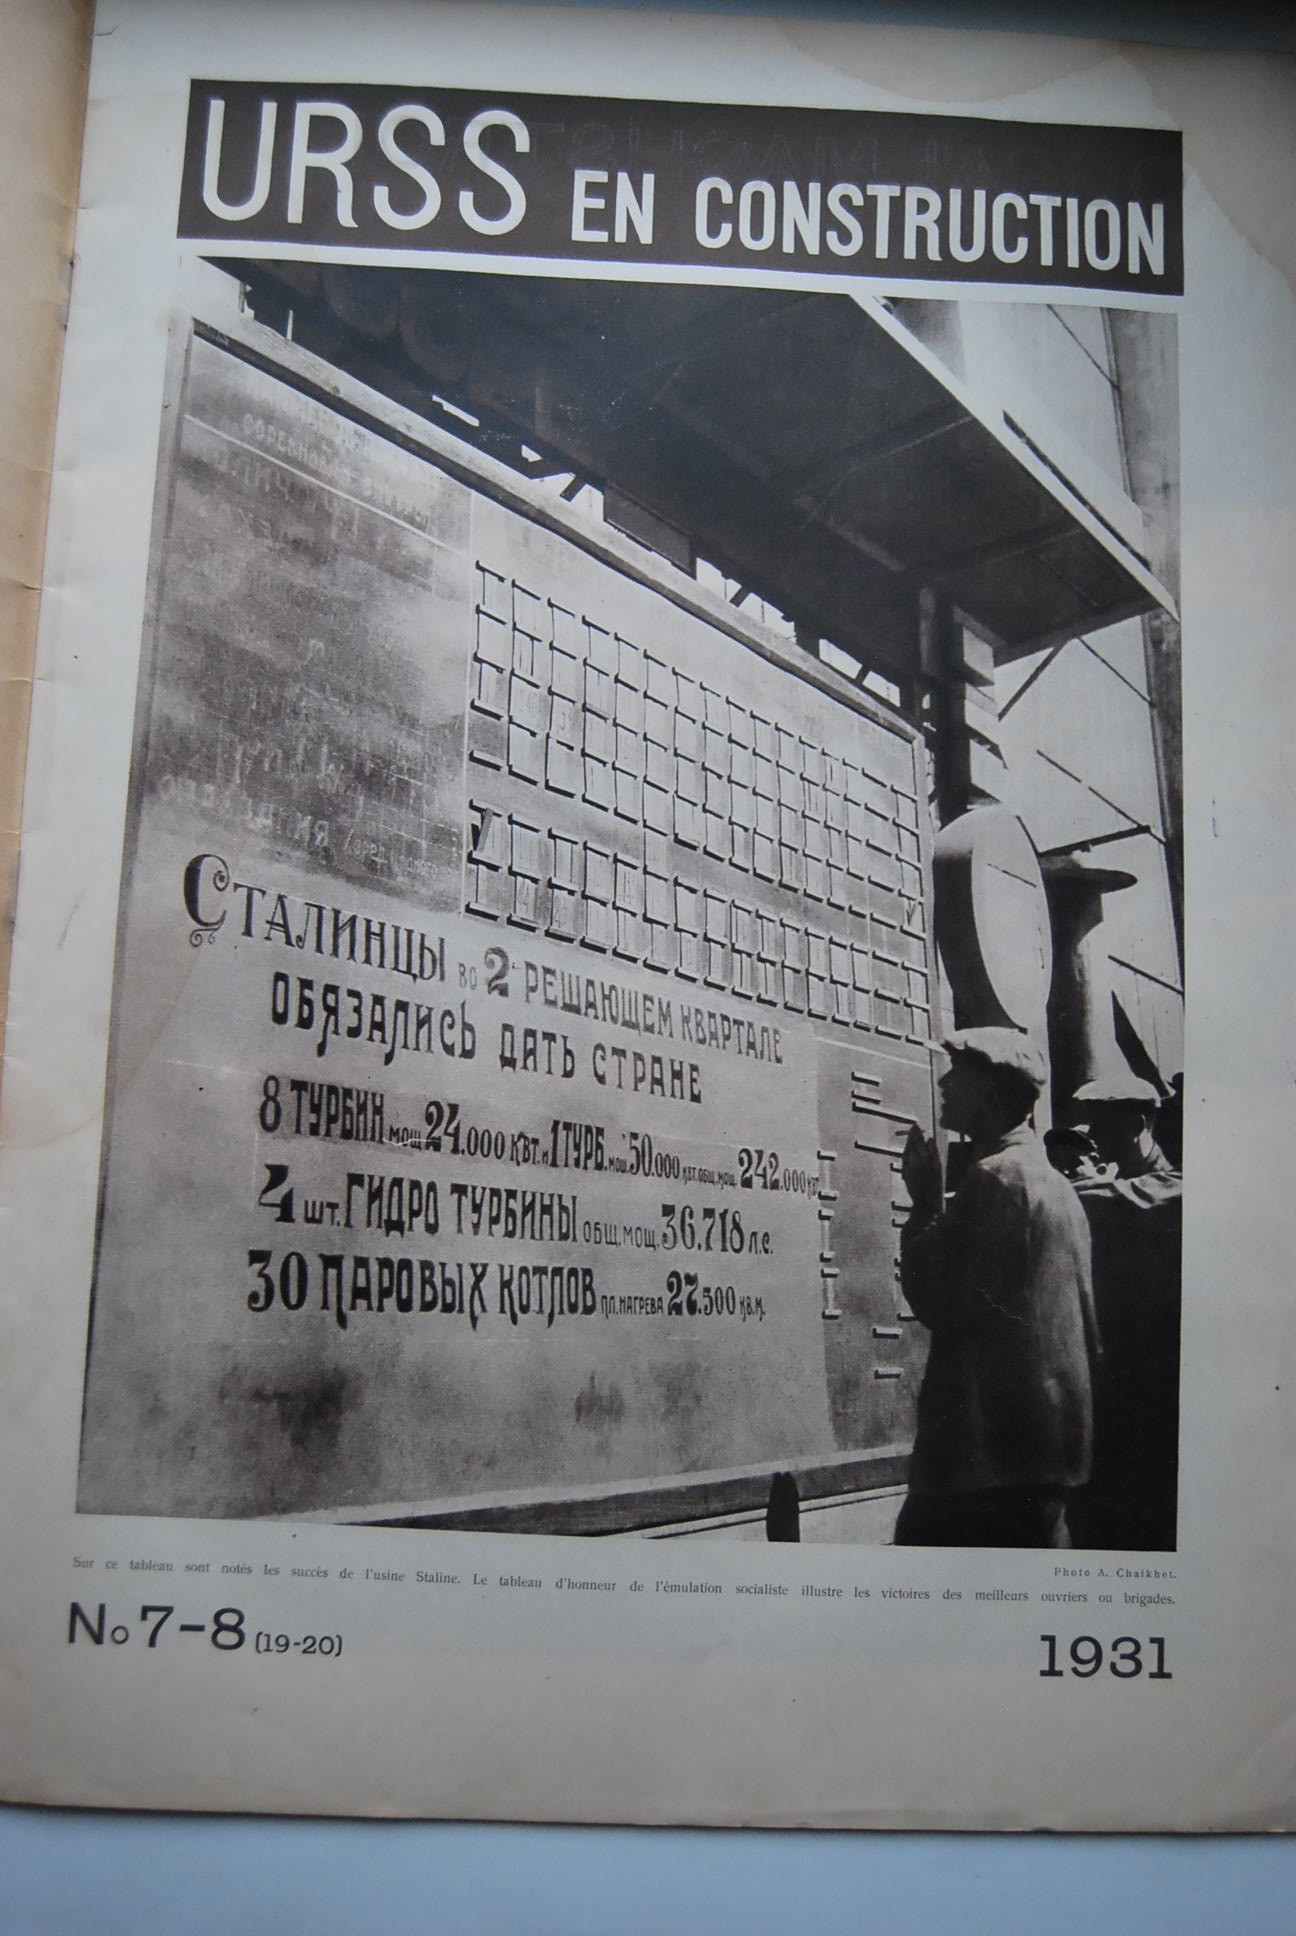 URSS EN CONSTRUCTION
СТАЛИНЦЫ во 2 РЕШАЮЩЕМ КВАРТАЛЕ
ОБЯЗАЛИСЬ ДАТЬ СТРАНЕ
8 ТУРБИН мощ 24.000 КВТ. и 1 ТУРБ. мощ. 50.000 квт. общ. мощ. 242.000 квт
4 шт. ГИДРО ТУРБИНЫ общ. мощ. 36.718 л.с.
30 ПАРОВЫХ КОТЛОВ пл. нагрева 27.500 кв. м.
Photo A. Chaikhet.
Sur ce tableau sont notés les succès de l'usine Staline. Le tableau d'honneur de l'émulation socialiste illustre les victoires des meilleurs ouvriers ou brigades.
No 7-8 (19-20)
1931